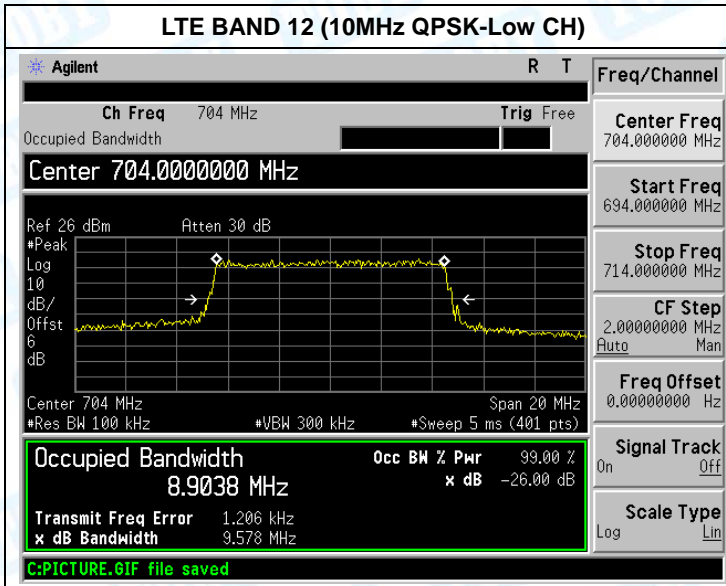 LTE BAND 12 (10MHz QPSK-Low CH)
Agilent R T
Freq/Channel
Ch Freq 704 MHz Trig Free
Occupied Bandwidth
Center 704.0000000 MHz
Center Freq
704.000000 MHz
Start Freq
694.000000 MHz
Stop Freq
714.000000 MHz
CF Step
2.00000000 MHz
Auto Man
Freq Offset
0.00000000 Hz
Signal Track
On Off
Scale Type
Log Lin
Ref 26 dBm Atten 30 dB
#Peak
Log
10
dB/
Offst
6
dB
Center 704 MHz Span 20 MHz
#Res BW 100 kHz #VBW 300 kHz #Sweep 5 ms (401 pts)
Occupied Bandwidth
8.9038 MHz
Occ BW % Pwr 99.00 %
x dB -26.00 dB
Transmit Freq Error 1.206 kHz
x dB Bandwidth 9.578 MHz
C:PICTURE.GIF file saved